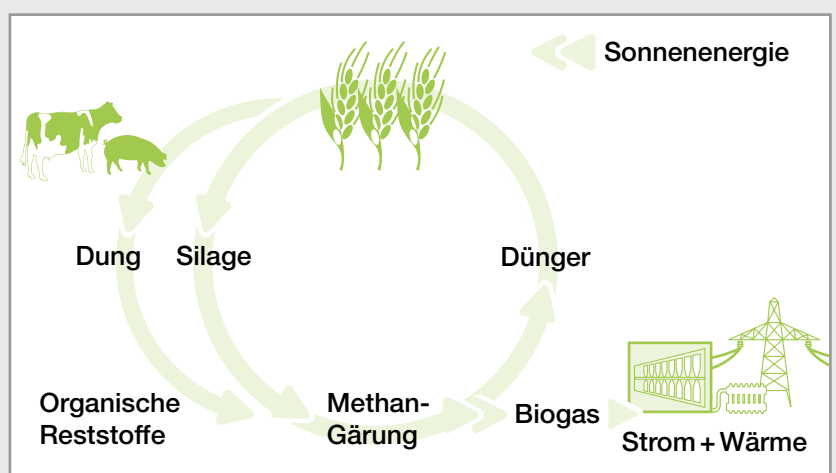 Sonnenenergie
Dung
Silage
Dünger
Organische
Reststoffe
Methan-
Gärung
Biogas
Strom + Wärme